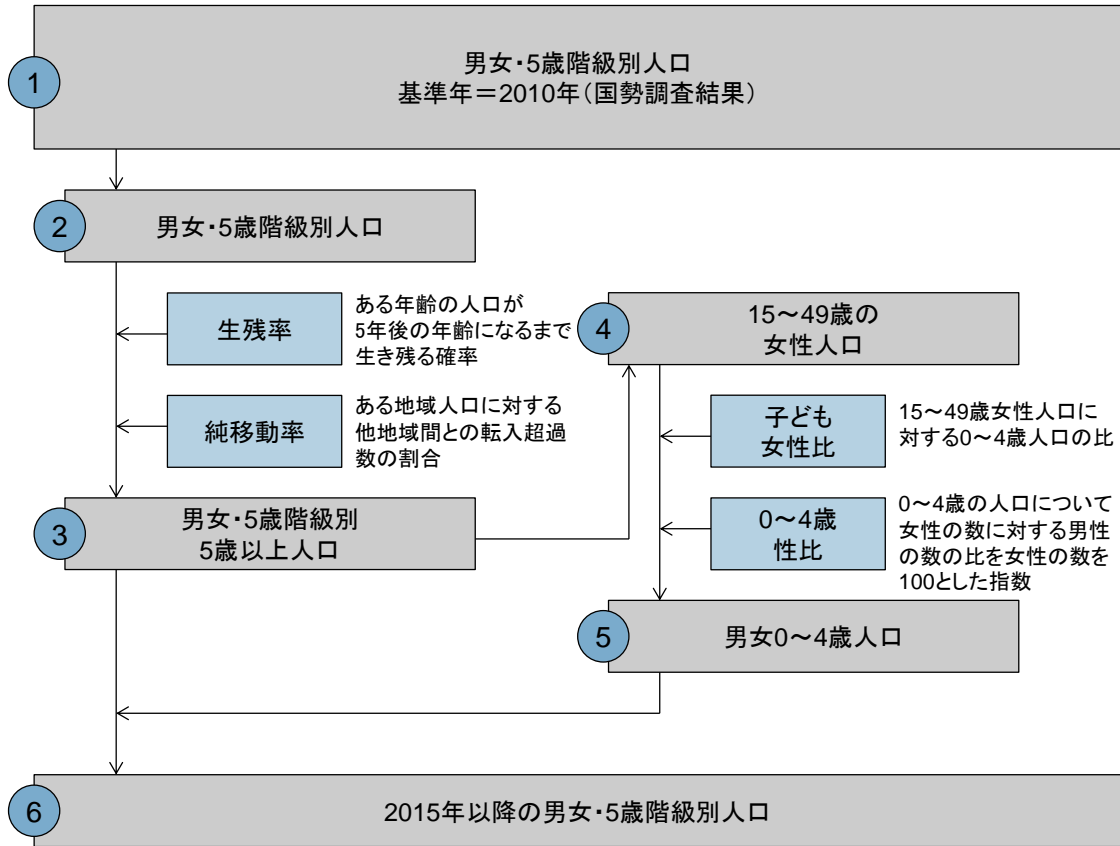 1
男女・5歳階級別人口
基準年＝2010年（国勢調査結果）
2
男女・5歳階級別人口
生残率
ある年齢の人口が
5年後の年齢になるまで
生き残る確率
純移動率
ある地域人口に対する
他地域間との転入超過
数の割合
3
男女・5歳階級別
5歳以上人口
4
15～49歳の
女性人口
子ども
女性比
15～49歳女性人口に
対する0～4歳人口の比
0～4歳
性比
0～4歳の人口について
女性の数に対する男性
の数の比を女性の数を
100とした指数
5
男女0～4歳人口
6
2015年以降の男女・5歳階級別人口